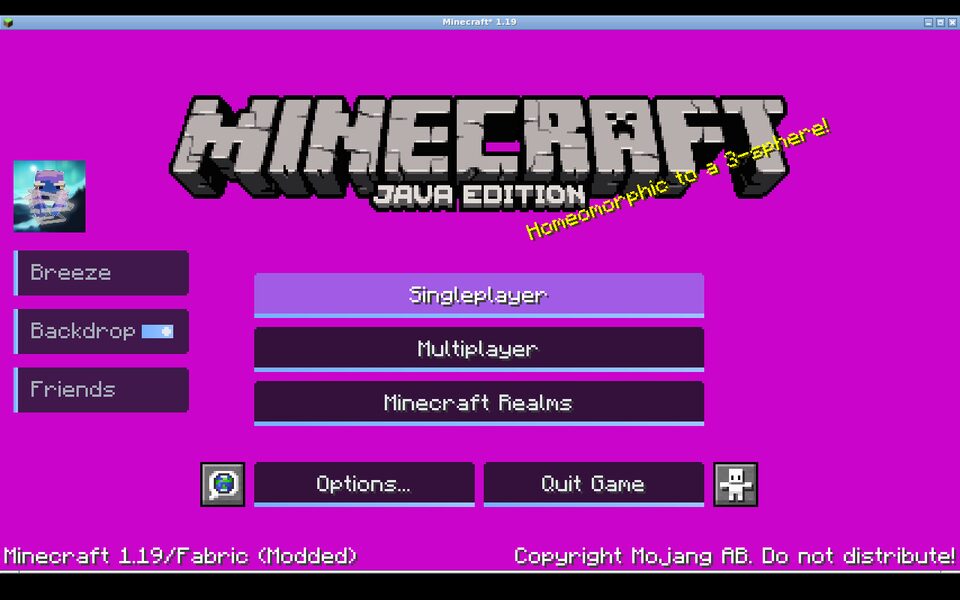 Minecraft* 1.19
MINECRAFT
JAVA EDITION
Homeomorphic to a 3-sphere!
Breeze
Backdrop
Friends
Singleplayer
Multiplayer
Minecraft Realms
Options...
Quit Game
Minecraft 1.19/Fabric (Modded)
Copyright Mojang AB. Do not distribute!